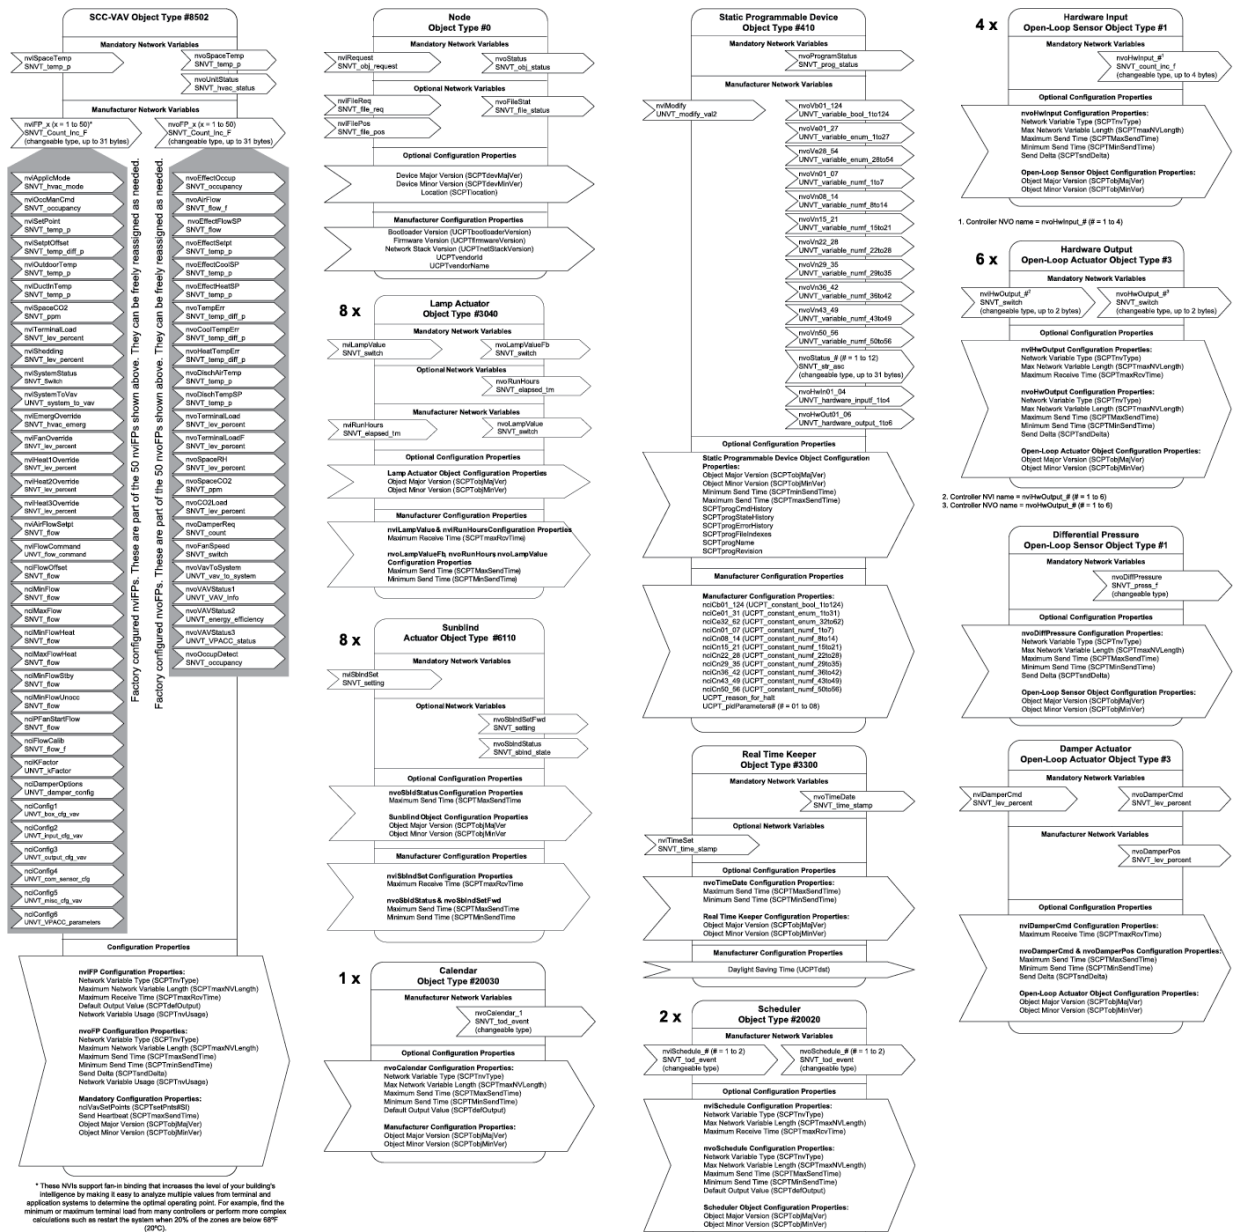 SCC-VAV Object Type #8502
Mandatory Network Variables
nviSpaceTemp
SNVT_temp_p
nvoSpaceTemp
SNVT_temp_p
nvoUnitStatus
SNVT_hvac_status
Manufacturer Network Variables
nviFP_x (x = 1 to 50)*
SNVT_Count_Inc_F
(changeable type, up to 31 bytes)
nvoFP_x (x = 1 to 50)
SNVT_Count_Inc_F
(changeable type, up to 31 bytes)
nviApplicMode
SNVT_hvac_mode
nviOccManCmd
SNVT_occupancy
nviSetPoint
SNVT_temp_p
nviSetptOffset
SNVT_temp_diff_p
nviOutdoorTemp
SNVT_temp_p
nviDuctInTemp
SNVT_temp_p
nviSpaceCO2
SNVT_ppm
nviTerminalLoad
SNVT_lev_percent
nviShedding
SNVT_lev_percent
nviSystemStatus
SNVT_Switch
nviSystemToVav
UNVT_system_to_vav
nviEmergOverride
SNVT_hvac_emerg
nviFanOverride
SNVT_lev_percent
nviHeat1Override
SNVT_lev_percent
nviHeat2Override
SNVT_lev_percent
nviHeat3Override
SNVT_lev_percent
nviAirFlowSetpt
SNVT_flow
nviFlowCommand
UNVT_flow_command
nciFlowOffset
SNVT_flow
nciMinFlow
SNVT_flow
nciMaxFlow
SNVT_flow
nciMinFlowHeat
SNVT_flow
nciMaxFlowHeat
SNVT_flow
nciMinFlowStby
SNVT_flow
nciMinFlowUnocc
SNVT_flow
nciPFanStartFlow
SNVT_flow
nciFlowCalib
SNVT_flow_f
nciKFactor
UNVT_kFactor
nciDamperOptions
UNVT_damper_config
nciConfig1
UNVT_box_cfg_vav
nciConfig2
UNVT_input_cfg_vav
nciConfig3
UNVT_output_cfg_vav
nciConfig4
UNVT_com_sensor_cfg
nciConfig5
UNVT_misc_cfg_vav
nciConfig6
UNVT_VPACC_parameters
Factory configured nviFPs. These are part of the 50 nviFPs shown above. They can be freely reassigned as needed.
Factory configured nvoFPs. These are part of the 50 nvoFPs shown above. They can be freely reassigned as needed.
nvoEffectOccup
SNVT_occupancy
nvoAirFlow
SNVT_flow
nvoEffectFlowSP
SNVT_flow
nvoEffectSetpt
SNVT_temp_p
nvoEffectCoolSP
SNVT_temp_p
nvoEffectHeatSP
SNVT_temp_p
nvoTempErr
SNVT_temp_diff_p
nvoCoolTempErr
SNVT_temp_diff_p
nvoHeatTempErr
SNVT_temp_diff_p
nvoDischAirTemp
SNVT_temp_p
nvoDischTempSP
SNVT_temp_p
nvoTerminalLoad
SNVT_lev_percent
nvoTerminalLoadF
SNVT_lev_percent
nvoSpaceRH
SNVT_lev_percent
nvoSpaceCO2
SNVT_ppm
nvoCO2Load
SNVT_lev_percent
nvoDamperReq
SNVT_count
nvoFanSpeed
SNVT_switch
nvoVavToSystem
UNVT_vav_to_system
nvoVAVStatus1
UNVT_VAV_Info
nvoVAVStatus2
UNVT_energy_efficiency
nvoVAVStatus3
UNVT_VPACC_status
nvoOccupDetect
SNVT_occupancy
Configuration Properties
nviFP Configuration Properties:
Network Variable Type (SCPTnvType)
Maximum Network Variable Length (SCPTmaxNVLength)
Maximum Receive Time (SCPTmaxRcvTime)
Default Output Value (SCPTdefOutput)
Network Variable Usage (SCPTnvUsage)
nvoFP Configuration Properties:
Network Variable Type (SCPTnvType)
Maximum Network Variable Length (SCPTmaxNVLength)
Maximum Send Time (SCPTmaxSendTime)
Minimum Send Time (SCPTminSendTime)
Send Delta (SCPTsndDelta)
Network Variable Usage (SCPTnvUsage)
Mandatory Configuration Properties:
nciVavSetPoints (SCPTsetPnts#SI)
Send Heartbeat (SCPTmaxSendTime)
Object Major Version (SCPTobjMajVer)
Object Minor Version (SCPTobjMinVer)
* These NVIs support fan-in binding that increases the level of your building's
intelligence by making it easy to analyze multiple values from terminal and
application systems to determine the optimal operating point. For example, find the
minimum or maximum terminal load from many controllers or perform more complex
calculations such as restart the system when 20% of the zones are below 68°F
(20°C).
Node
Object Type #0
Mandatory Network Variables
nviRequest
SNVT_obj_request
nvoStatus
SNVT_obj_status
Optional Network Variables
nviFileReq
SNVT_file_req
nvoFileStat
SNVT_file_status
nviFilePos
SNVT_file_pos
Optional Configuration Properties
Device Major Version (SCPTdevMajVer)
Device Minor Version (SCPTdevMinVer)
Location (SCPTlocation)
Manufacturer Configuration Properties
Bootloader Version (UCPTbootloaderVersion)
Firmware Version (UCPTfirmwareVersion)
Network Stack Version (UCPTnetStackVersion)
UCPTvendorId
UCPTvendorName
8 x
Lamp Actuator
Object Type #3040
Mandatory Network Variables
nviLampValue
SNVT_switch
nvoLampValueFb
SNVT_switch
Optional Network Variables
nvoRunHours
SNVT_elapsed_tm
Manufacturer Network Variables
nviRunHours
SNVT_elapsed_tm
nvoLampValue
SNVT_switch
Optional Configuration Properties
Lamp Actuator Object Configuration Properties
Object Major Version (SCPTobjMajVer)
Object Minor Version (SCPTobjMinVer)
Manufacturer Configuration Properties
nviLampValue & nviRunHoursConfiguration Properties
Maximum Receive Time (SCPTmaxRcvTime)
nvoLampValueFb, nvoRunHours, nvoLampValue
Configuration Properties
Maximum Send Time (SCPTMaxSendTime)
Minimum Send Time (SCPTMinSendTime)
8 x
Sunblind
Actuator Object Type #6110
Mandatory Network Variables
nviSblndSet
SNVT_setting
Optional Network Variables
nvoSblndSetFwd
SNVT_setting
nvoSblndStatus
SNVT_sblnd_state
Optional Configuration Properties
nvoSbldStatus Configuration Properties
Maximum Send Time (SCPTMaxSendTime
Sunblind Object Configuration Properties
Object Major Version (SCPTobjMajVer
Object Minor Version (SCPTobjMinVer
Manufacturer Configuration Properties
nviSblndSet Configuration Properties
Maximum Receive Time (SCPTmaxRcvTime
nvoSbldStatus & nvoSblndSetFwd
Maximum Send Time (SCPTMaxSendTime
Minimum Send Time (SCPTMinSendTime
1 x
Calendar
Object Type #20030
Manufacturer Network Variables
nvoCalendar_1
SNVT_tod_event
(changeable type)
Optional Configuration Properties
nvoCalendar Configuration Properties:
Network Variable Type (SCPTnvType)
Max Network Variable Length (SCPTmaxNVLength)
Maximum Send Time (SCPTMaxSendTime)
Minimum Send Time (SCPTMinSendTime)
Default Output Value (SCPTdefOutput)
Manufacturer Configuration Properties:
Object Major Version (SCPTobjMajVer)
Object Minor Version (SCPTobjMinVer)
Static Programmable Device
Object Type #410
Mandatory Network Variables
nvoProgramStatus
SNVT_prog_status
Manufacturer Network Variables
nviModify
UNVT_modify_val2
nvoVb01_124
UNVT_variable_bool_1to124
nvoVe01_27
UNVT_variable_enum_1to27
nvoVe28_54
UNVT_variable_enum_28to54
nvoVn01_07
UNVT_variable_numf_1to7
nvoVn08_14
UNVT_variable_numf_8to14
nvoVn15_21
UNVT_variable_numf_15to21
nvoVn22_28
UNVT_variable_numf_22to28
nvoVn29_35
UNVT_variable_numf_29to35
nvoVn36_42
UNVT_variable_numf_36to42
nvoVn43_49
UNVT_variable_numf_43to49
nvoVn50_56
UNVT_variable_numf_50to56
nvoStatus_# (# = 1 to 12)
SNVT_str_asc
(changeable type, up to 31 bytes)
nvoHwIn01_04
UNVT_hardware_inputf_1to4
nvoHwOut01_06
UNVT_hardware_output_1to6
Optional Configuration Properties
Static Programmable Device Object Configuration
Properties:
Object Major Version (SCPTobjMajVer)
Object Minor Version (SCPTobjMinVer)
Minimum Send Time (SCPTminSendTime)
Maximum Send Time (SCPTmaxSendTime)
SCPTprogCmdHistory
SCPTprogStateHistory
SCPTprogErrorHistory
SCPTprogFileIndexes
SCPTprogName
SCPTprogRevision
Manufacturer Configuration Properties
Manufacturer Configuration Properties:
nciCb01_124 (UCPT_constant_bool_1to124)
nciCe01_31 (UCPT_constant_enum_1to31)
nciCe32_62 (UCPT_constant_enum_32to62)
nciCn01_07 (UCPT_constant_numf_1to7)
nciCn08_14 (UCPT_constant_numf_8to14)
nciCn15_21 (UCPT_constant_numf_15to21)
nciCn22_28 (UCPT_constant_numf_22to28)
nciCn29_35 (UCPT_constant_numf_29to35)
nciCn36_42 (UCPT_constant_numf_36to42)
nciCn43_49 (UCPT_constant_numf_43to49)
nciCn50_56 (UCPT_constant_numf_50to56)
UCPT_reason_for_halt
UCPT_pidParameters# (# = 01 to 08)
Real Time Keeper
Object Type #3300
Mandatory Network Variables
nvoTimeDate
SNVT_time_stamp
Optional Network Variables
nviTimeSet
SNVT_time_stamp
Optional Configuration Properties
nvoTimeDate Configuration Properties:
Maximum Send Time (SCPTMaxSendTime)
Minimum Send Time (SCPTMinSendTime)
Real Time Keeper Configuration Properties:
Object Major Version (SCPTobjMajVer)
Object Minor Version (SCPTobjMinVer)
Manufacturer Configuration Properties
Daylight Saving Time (UCPTdst)
2 x
Scheduler
Object Type #20020
Manufacturer Network Variables
nviSchedule_# (# = 1 to 2)
SNVT_tod_event
(changeable type)
nvoSchedule_# (# = 1 to 2)
SNVT_tod_event
(changeable type)
Optional Configuration Properties
nviSchedule Configuration Properties:
Network Variable Type (SCPTnvType)
Max Network Variable Length (SCPTmaxNVLength)
Maximum Receive Time (SCPTmaxRcvTime)
nvoSchedule Configuration Properties:
Network Variable Type (SCPTnvType)
Max Network Variable Length (SCPTmaxNVLength)
Maximum Send Time (SCPTMaxSendTime)
Minimum Send Time (SCPTMinSendTime)
Default Output Value (SCPTdefOutput)
Scheduler Object Configuration Properties:
Object Major Version (SCPTobjMajVer)
Object Minor Version (SCPTobjMinVer)
4 x
Hardware Input
Open-Loop Sensor Object Type #1
Mandatory Network Variables
nvoHwInput_#¹
SNVT_count_inc_f
(changeable type, up to 4 bytes)
Optional Configuration Properties
nvoHwInput Configuration Properties:
Network Variable Type (SCPTnvType)
Max Network Variable Length (SCPTmaxNVLength)
Maximum Send Time (SCPTMaxSendTime)
Minimum Send Time (SCPTMinSendTime)
Send Delta (SCPTsndDelta)
Open-Loop Sensor Object Configuration Properties:
Object Major Version (SCPTobjMajVer)
Object Minor Version (SCPTobjMinVer)
1. Controller NVO name = nvoHwInput_# (# = 1 to 4)
6 x
Hardware Output
Open-Loop Actuator Object Type #3
Mandatory Network Variables
nviHwOutput_#²
SNVT_switch
(changeable type, up to 2 bytes)
nvoHwOutput_#³
SNVT_switch
(changeable type, up to 2 bytes)
Optional Configuration Properties
nviHwOutput Configuration Properties:
Network Variable Type (SCPTnvType)
Max Network Variable Length (SCPTmaxNVLength)
Maximum Receive Time (SCPTmaxRcvTime)
nvoHwOutput Configuration Properties:
Network Variable Type (SCPTnvType)
Max Network Variable Length (SCPTmaxNVLength)
Maximum Send Time (SCPTMaxSendTime)
Minimum Send Time (SCPTMinSendTime)
Send Delta (SCPTsndDelta)
Open-Loop Actuator Object Configuration Properties:
Object Major Version (SCPTobjMajVer)
Object Minor Version (SCPTobjMinVer)
2. Controller NVI name = nviHwOutput_# (# = 1 to 6)
3. Controller NVO name = nvoHwOutput_# (# = 1 to 6)
Differential Pressure
Open-Loop Sensor Object Type #1
Mandatory Network Variables
nvoDiffPressure
SNVT_press_f
(changeable type)
Optional Configuration Properties
nvoDiffPressure Configuration Properties:
Network Variable Type (SCPTnvType)
Max Network Variable Length (SCPTmaxNVLength)
Maximum Send Time (SCPTMaxSendTime)
Minimum Send Time (SCPTMinSendTime)
Send Delta (SCPTsndDelta)
Open-Loop Sensor Object Configuration Properties:
Object Major Version (SCPTobjMajVer)
Object Minor Version (SCPTobjMinVer)
Damper Actuator
Open-Loop Actuator Object Type #3
Mandatory Network Variables
nviDamperCmd
SNVT_lev_percent
nvoDamperCmd
SNVT_lev_percent
Manufacturer Network Variables
nvoDamperPos
SNVT_lev_percent
Optional Configuration Properties
nviDamperCmd Configuration Properties:
Maximum Receive Time (SCPTmaxRcvTime)
nvoDamperCmd & nvoDamperPos Configuration Properties:
Maximum Send Time (SCPTMaxSendTime)
Minimum Send Time (SCPTMinSendTime)
Send Delta (SCPTsndDelta)
Open-Loop Actuator Object Configuration Properties:
Object Major Version (SCPTobjMajVer)
Object Minor Version (SCPTobjMinVer)